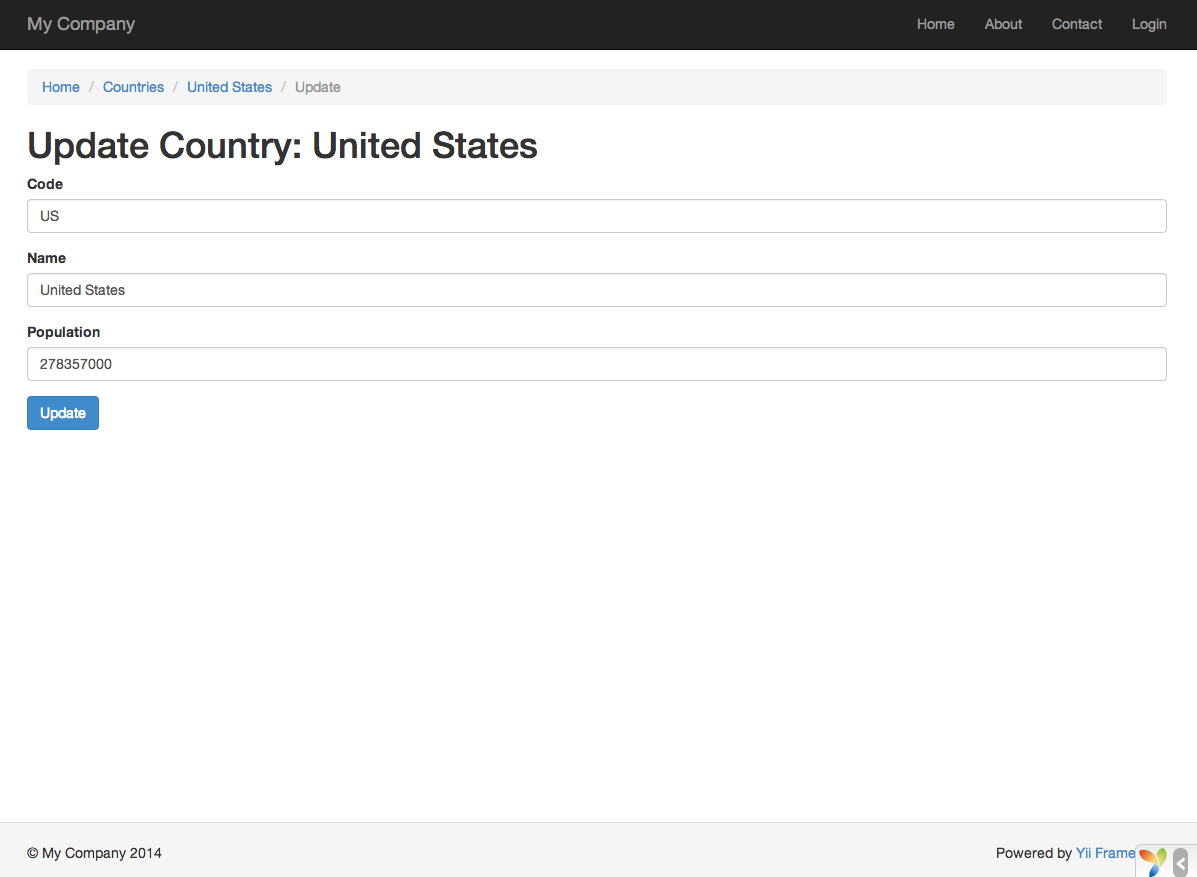 My Company Home About Contact Login
Home / Countries / United States / Update
Update Country: United States
Code
US
Name
United States
Population
278357000
Update
© My Company 2014 Powered by Yii Frame